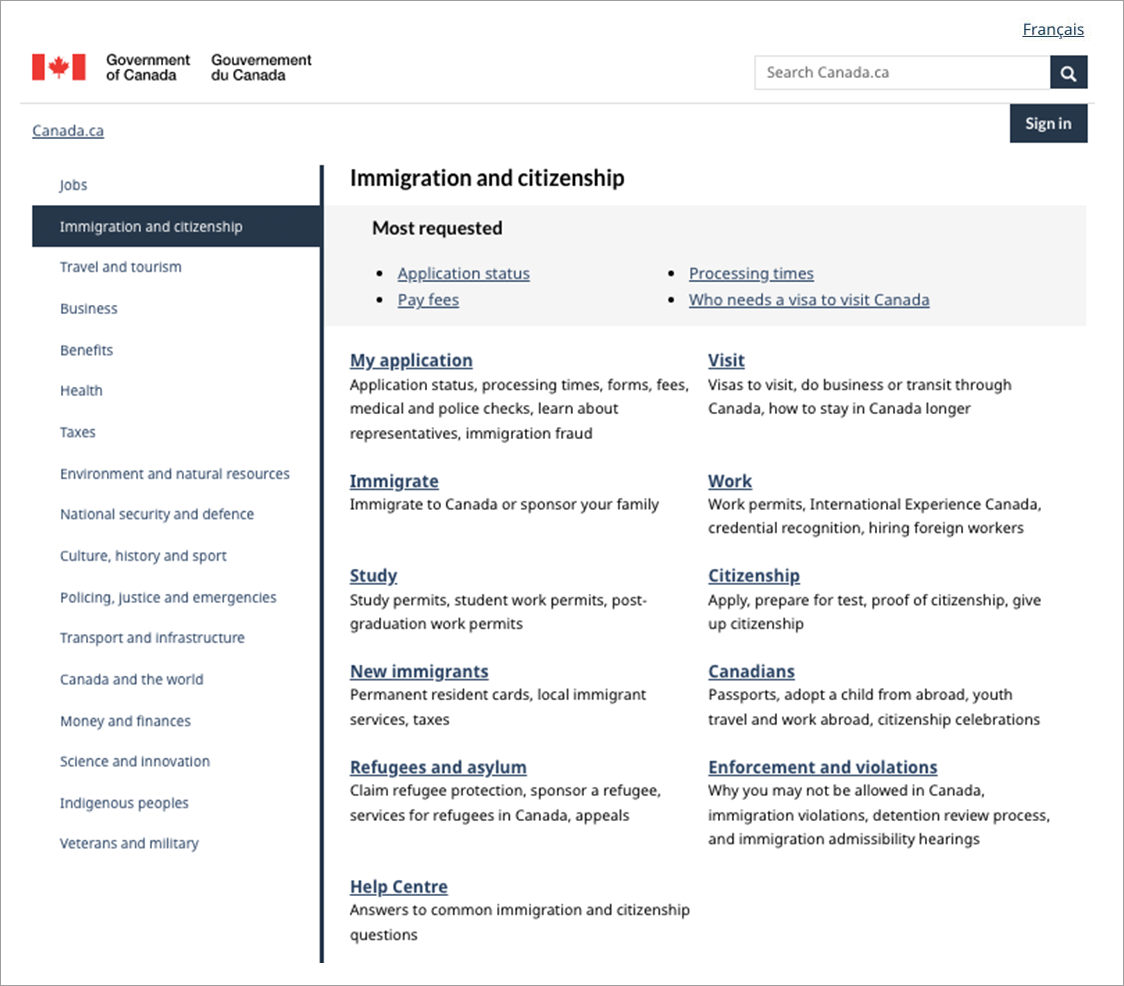 Français
Government
of Canada
Gouvernement
du Canada
Search Canada.ca
Canada.ca
Sign in
Jobs
Immigration and citizenship
Travel and tourism
Business
Benefits
Health
Taxes
Environment and natural resources
National security and defence
Culture, history and sport
Policing, justice and emergencies
Transport and infrastructure
Canada and the world
Money and finances
Science and innovation
Indigenous peoples
Veterans and military
Immigration and citizenship
Most requested
• Application status
• Pay fees
• Processing times
• Who needs a visa to visit Canada
My application
Application status, processing times, forms, fees,
medical and police checks, learn about
representatives, immigration fraud
Visit
Visas to visit, do business or transit through
Canada, how to stay in Canada longer
Immigrate
Immigrate to Canada or sponsor your family
Work
Work permits, International Experience Canada,
credential recognition, hiring foreign workers
Study
Study permits, student work permits, post-
graduation work permits
Citizenship
Apply, prepare for test, proof of citizenship, give
up citizenship
New immigrants
Permanent resident cards, local immigrant
services, taxes
Canadians
Passports, adopt a child from abroad, youth
travel and work abroad, citizenship celebrations
Refugees and asylum
Claim refugee protection, sponsor a refugee,
services for refugees in Canada, appeals
Enforcement and violations
Why you may not be allowed in Canada,
immigration violations, detention review process,
and immigration admissibility hearings
Help Centre
Answers to common immigration and citizenship
questions